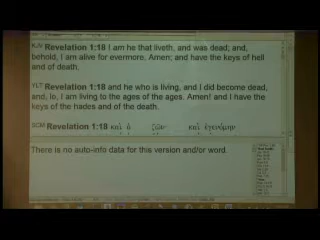 KJV Revelation 1:18 I am he that liveth, and was dead; and,
behold, I am alive for evermore, Amen; and have the keys of hell
and of death.
YLT Revelation 1:18 and he who is living, and I did become dead,
and, lo, I am living to the ages of the ages. Amen! and I have the
keys of the hades and of the death.
Revelation 1:18 καὶ ὁ ζῶν καὶ ἐγενόμην
There is no auto-info data for this version and/or word.